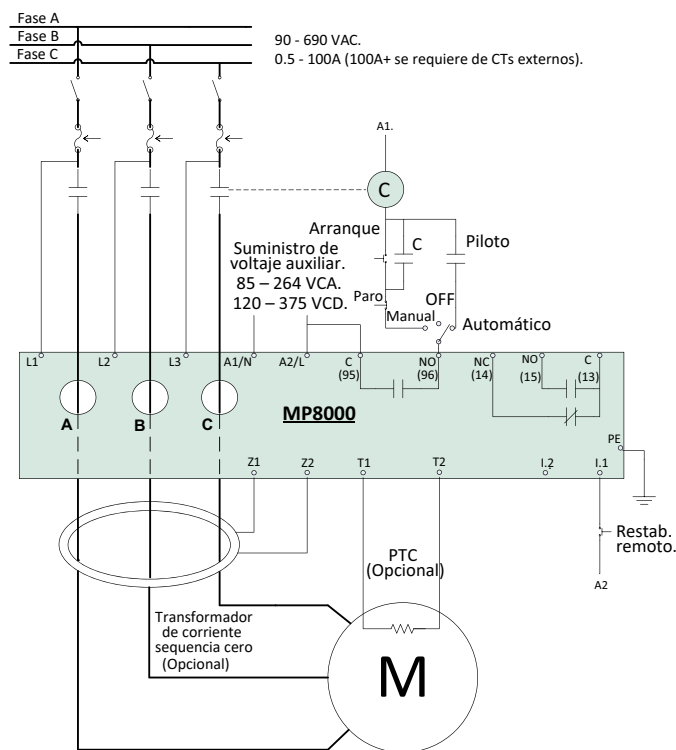 Fase A
Fase B
Fase C
90 - 690 VAC.
0.5 - 100A (100A+ se requiere de CTs externos).
A1.
C
Arranque
C
Piloto
Suministro de
voltaje auxiliar.
85 – 264 VCA.
120 – 375 VCD.
Paro
OFF
Manual
Automático
L1
L2
L3
A1/N
A2/L
C
(95)
NO
(96)
NC
(14)
NO
(15)
C
(13)
A
B
C
MP8000
PE
Z1
Z2
T1
T2
I.2
I.1
Restab.
remoto.
A2
PTC
(Opcional)
Transformador
de corriente
sequencia cero
(Opcional)
M